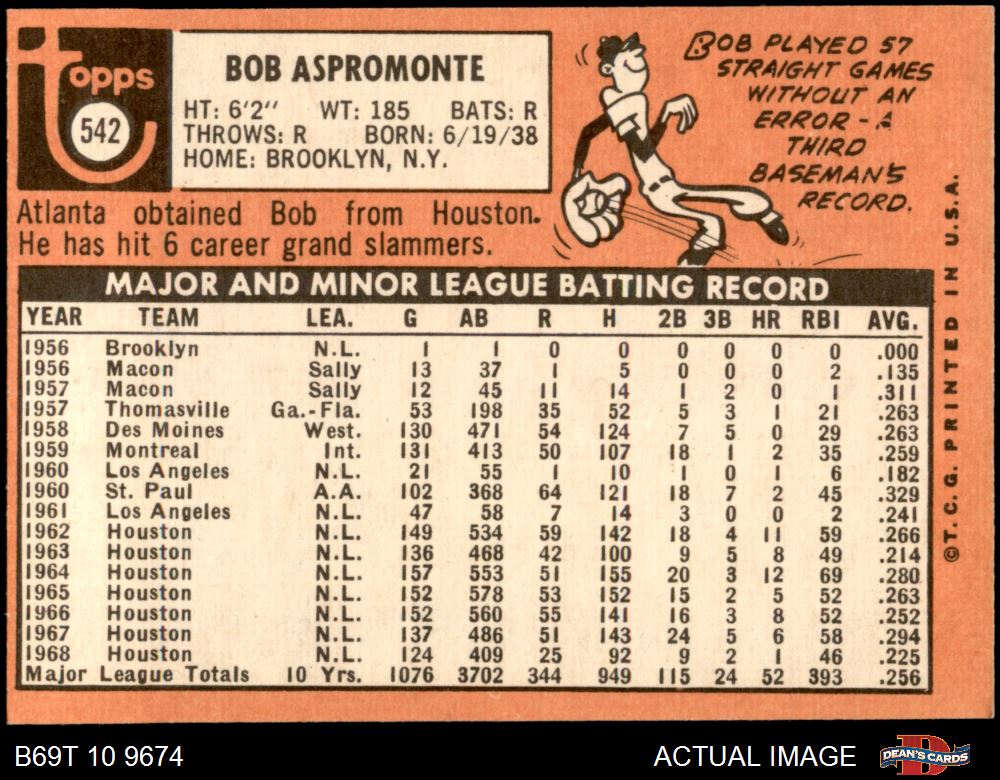 Topps
542
BOB ASPROMONTE
HT: 6'2" WT: 185 BATS: R
THROWS: R BORN: 6/19/38
HOME: BROOKLYN, N.Y.
BOB PLAYED 57
STRAIGHT GAMES
WITHOUT AN
ERROR - A
THIRD
BASEMAN'S
RECORD.
Atlanta obtained Bob from Houston.
He has hit 6 career grand slammers.
MAJOR AND MINOR LEAGUE BATTING RECORD
YEAR TEAM LEA. G AB R H 2B 3B HR RBI AVG.
1956 Brooklyn N.L. 1 1 0 0 0 0 0 0 .000
1956 Macon Sally 13 37 1 5 0 0 0 2 .135
1957 Macon Sally 12 45 11 14 1 2 0 1 .311
1957 Thomasville Ga.-Fla. 53 198 35 52 5 3 1 21 .263
1958 Des Moines West. 130 471 54 124 7 5 0 29 .263
1959 Montreal Int. 131 413 50 107 18 1 2 35 .259
1960 Los Angeles N.L. 21 55 1 10 1 0 1 6 .182
1960 St. Paul A.A. 102 368 64 121 18 7 2 45 .329
1961 Los Angeles N.L. 47 58 7 14 3 0 0 2 .241
1962 Houston N.L. 149 534 59 142 18 4 11 59 .266
1963 Houston N.L. 136 468 42 100 9 5 8 49 .214
1964 Houston N.L. 157 553 51 155 20 3 12 69 .280
1965 Houston N.L. 152 578 53 152 15 2 5 52 .263
1966 Houston N.L. 152 560 55 141 16 3 8 52 .252
1967 Houston N.L. 137 486 51 143 24 5 6 58 .294
1968 Houston N.L. 124 409 25 92 9 2 1 46 .225
Major League Totals 10 Yrs. 1076 3702 344 949 115 24 52 393 .256
©T. C. G. PRINTED IN U.S.A.
B69T 10 9674
ACTUAL IMAGE
DEAN'S CARDS